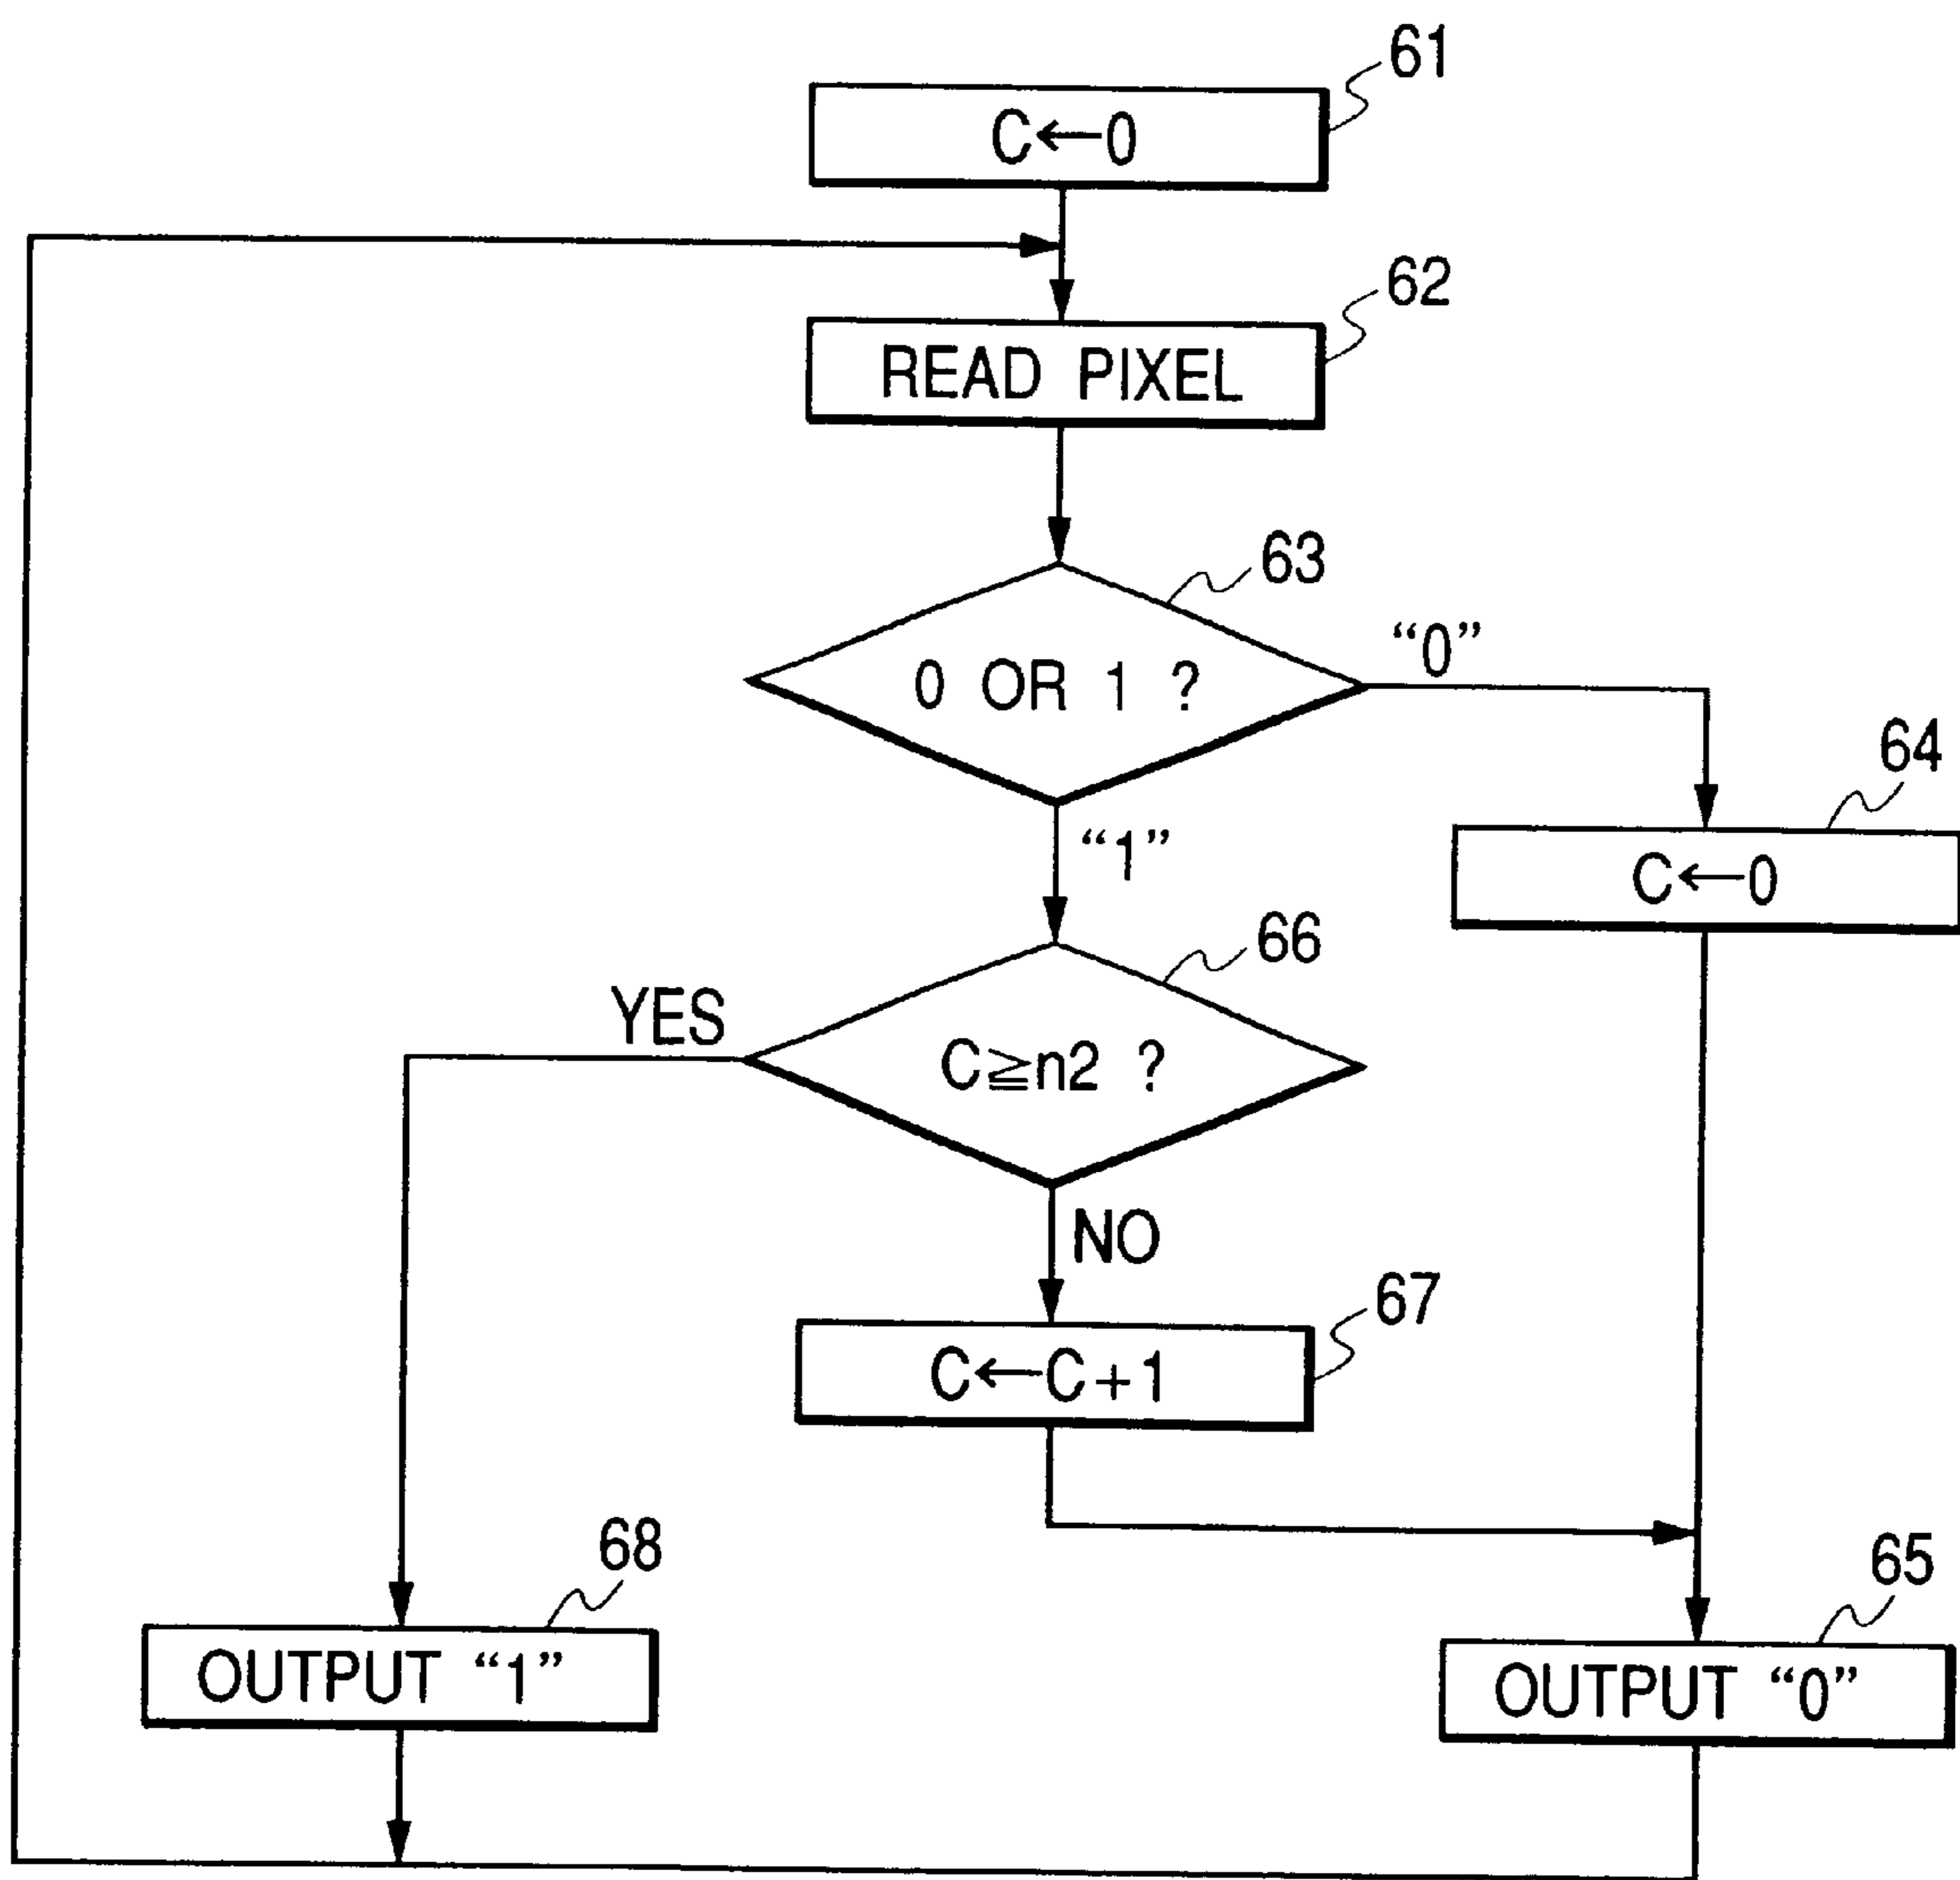 61
C←0
62
READ PIXEL
63
0 OR 1 ?
“0”
64
C←0
“1”
66
YES
C≧n2 ?
NO
67
C←C+1
68
OUTPUT “1”
65
OUTPUT “0”